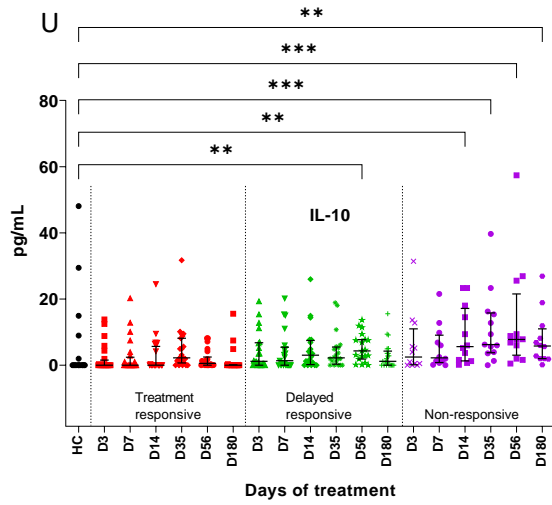 U
**
***
***
**
**
80
60
40
20
0
pg/mL
IL-10
Treatment responsive
Delayed responsive
Non-responsive
HC D3 D7 D14 D35 D56 D180 D3 D7 D14 D35 D56 D180 D3 D7 D14 D35 D56 D180
Days of treatment